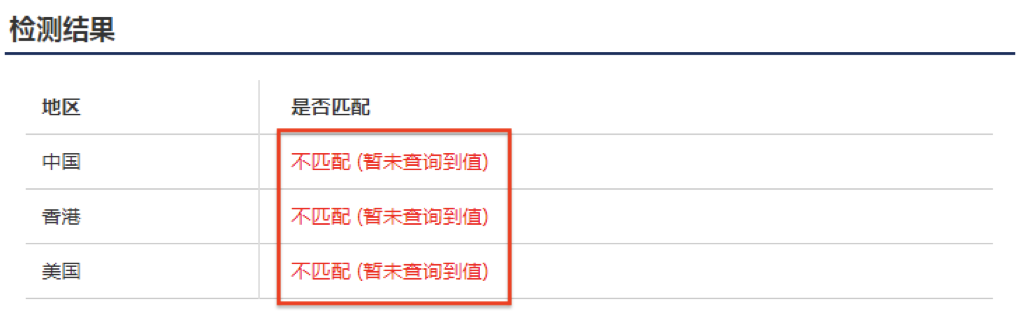 检测结果
地区 是否匹配
中国 不匹配 (暂未查询到值)
香港 不匹配 (暂未查询到值)
美国 不匹配 (暂未查询到值)